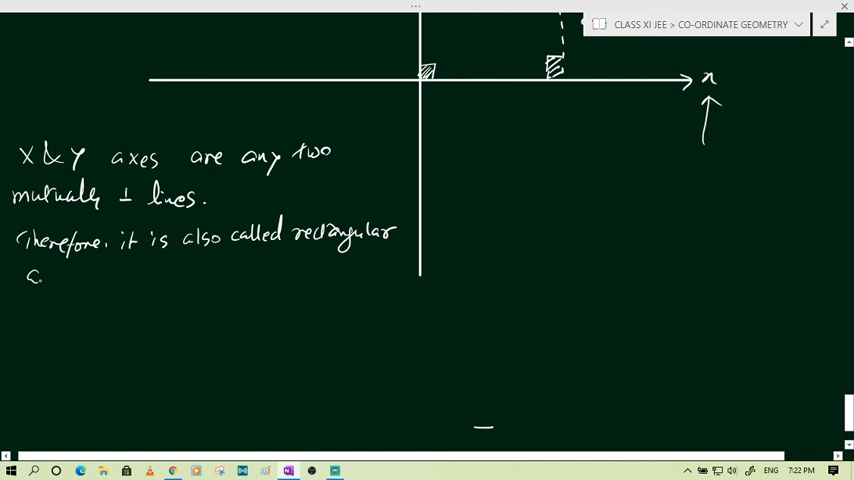 CLASS XI JEE > CO-ORDINATE GEOMETRY
x
X & Y axes are any two
mutually ⊥ lines.
Therefore, it is also called rectangular
ENG 7:22 PM